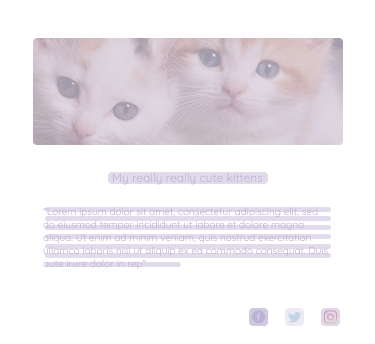 My really really cute kittens
"Lorem ipsum dolor sit amet, consectetur adipiscing elit, sed
do eiusmod tempor incididunt ut labore et dolore magna
aliqua. Ut enim ad minim veniam, quis nostrud exercitation
ullamco laboris nisi ut aliquip ex ea commodo consequat. Duis
aute irure dolor in rep"